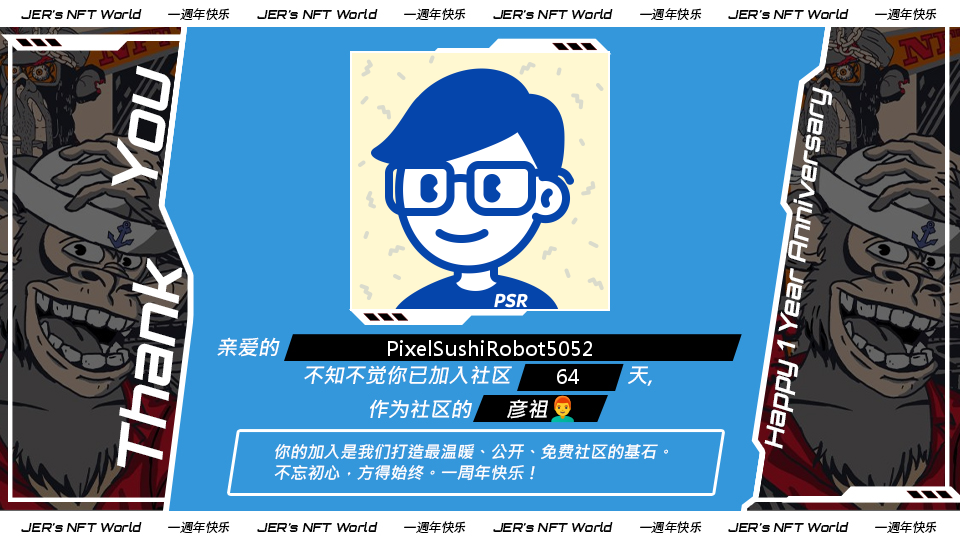 JER's NFT World 一週年快乐 JER's NFT World 一週年快乐 JER's NFT World 一週年快乐 JER's NFT World 一週年快乐
Thank You
PSR
Happy 1 Year Anniversary
亲爱的 PixelSushiRobot5052
不知不觉你已加入社区 64 天,
作为社区的 彦祖👨‍🦰
你的加入是我们打造最温暖、公开、免费社区的基石。
不忘初心，方得始终。一周年快乐！
JER's NFT World 一週年快乐 JER's NFT World 一週年快乐 JER's NFT World 一週年快乐 JER's NFT World 一週年快乐